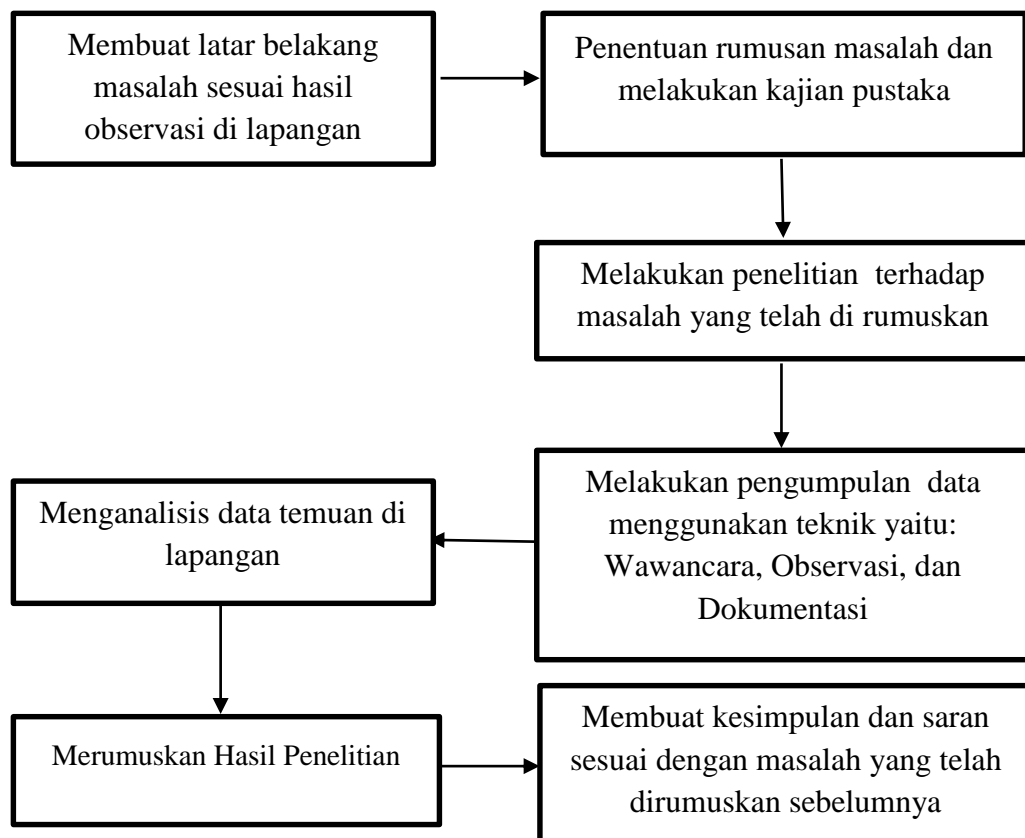 Membuat latar belakang
masalah sesuai hasil
observasi di lapangan
Penentuan rumusan masalah dan
melakukan kajian pustaka
Melakukan penelitian terhadap
masalah yang telah di rumuskan
Melakukan pengumpulan data
menggunakan teknik yaitu:
Wawancara, Observasi, dan
Dokumentasi
Menganalisis data temuan di
lapangan
Merumuskan Hasil Penelitian
Membuat kesimpulan dan saran
sesuai dengan masalah yang telah
dirumuskan sebelumnya